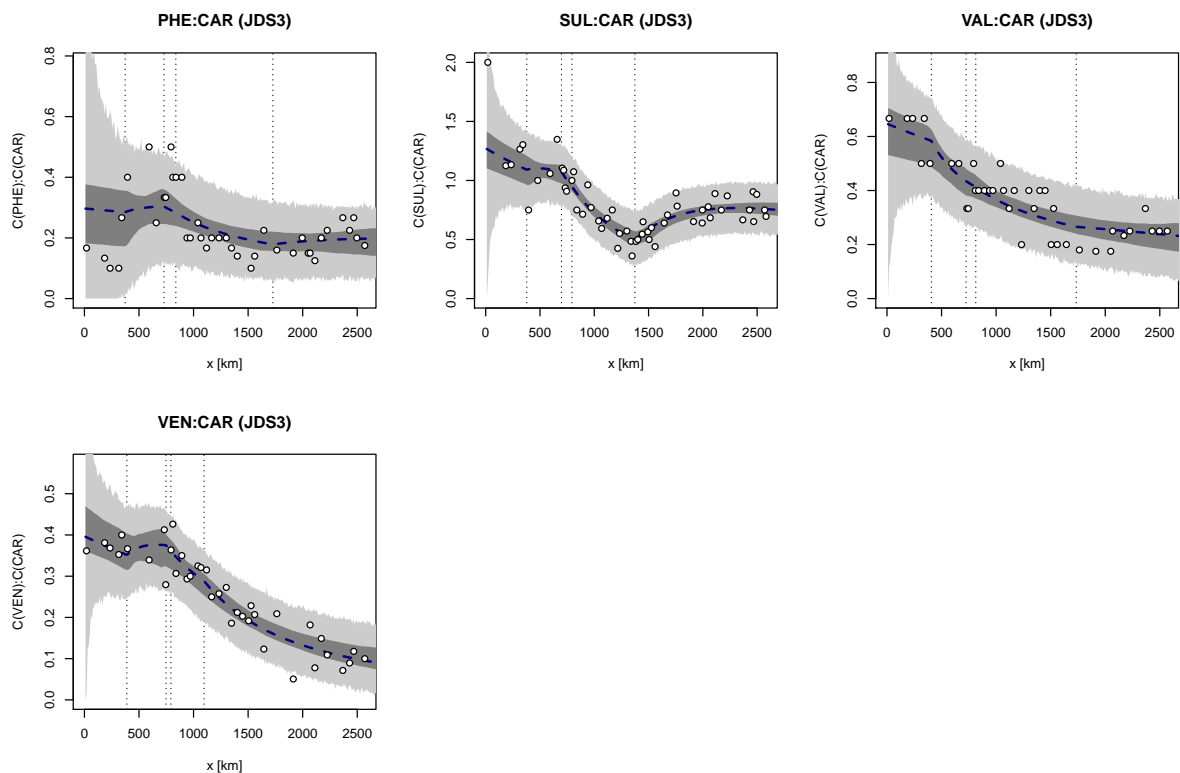 PHE:CAR (JDS3)
C(PHE):C(CAR)
0.0 0.2 0.4 0.6 0.8
0 500 1000 1500 2000 2500
x [km]
SUL:CAR (JDS3)
C(SUL):C(CAR)
0.0 0.5 1.0 1.5 2.0
0 500 1000 1500 2000 2500
x [km]
VAL:CAR (JDS3)
C(VAL):C(CAR)
0.0 0.2 0.4 0.6 0.8
0 500 1000 1500 2000 2500
x [km]
VEN:CAR (JDS3)
C(VEN):C(CAR)
0.0 0.1 0.2 0.3 0.4 0.5
0 500 1000 1500 2000 2500
x [km]